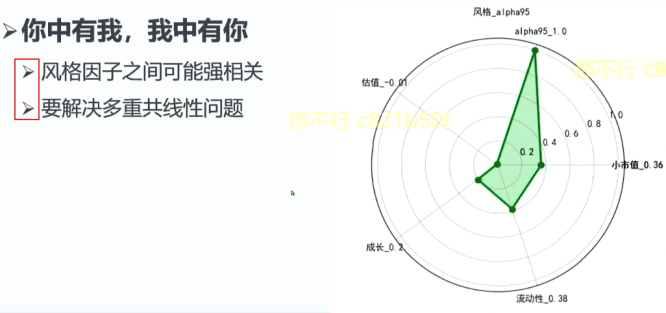 你中有我，我中有你
风格因子之间可能强相关
要解决多重共线性问题
风格_alpha95
alpha95_1.0
估值_-0.01
1.0
0.8
0.6
0.4
0.2
小市值_0.36
成长_0.2
流动性_0.38
邢不行 c821b50f
邢不行 c8